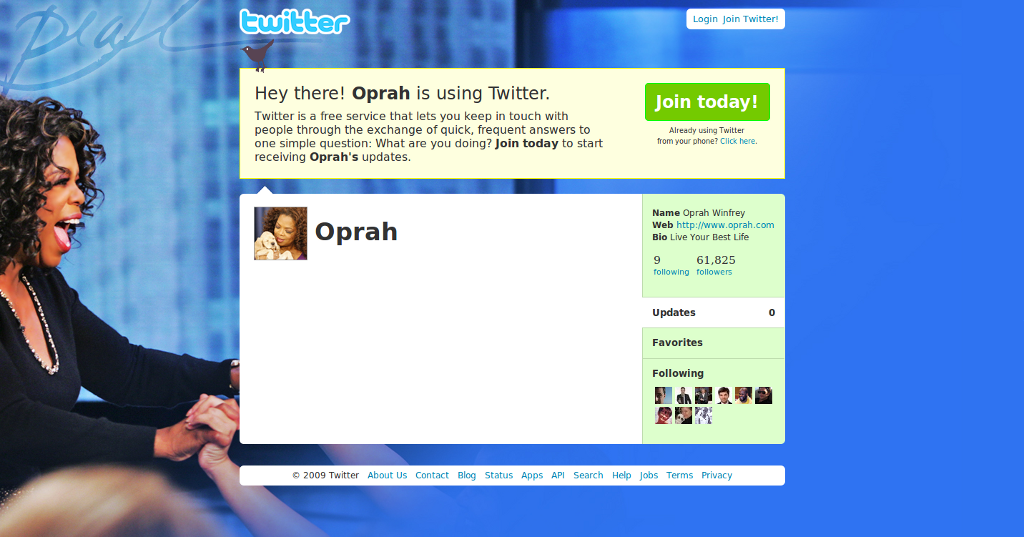 twitter
Login Join Twitter!
Hey there! Oprah is using Twitter.
Twitter is a free service that lets you keep in touch with
people through the exchange of quick, frequent answers to
one simple question: What are you doing? Join today to start
receiving Oprah's updates.
Join today!
Already using Twitter
from your phone? Click here.
Oprah
Name Oprah Winfrey
Web http://www.oprah.com
Bio Live Your Best Life
9 61,825
following followers
Updates 0
Favorites
Following
© 2009 Twitter About Us Contact Blog Status Apps API Search Help Jobs Terms Privacy